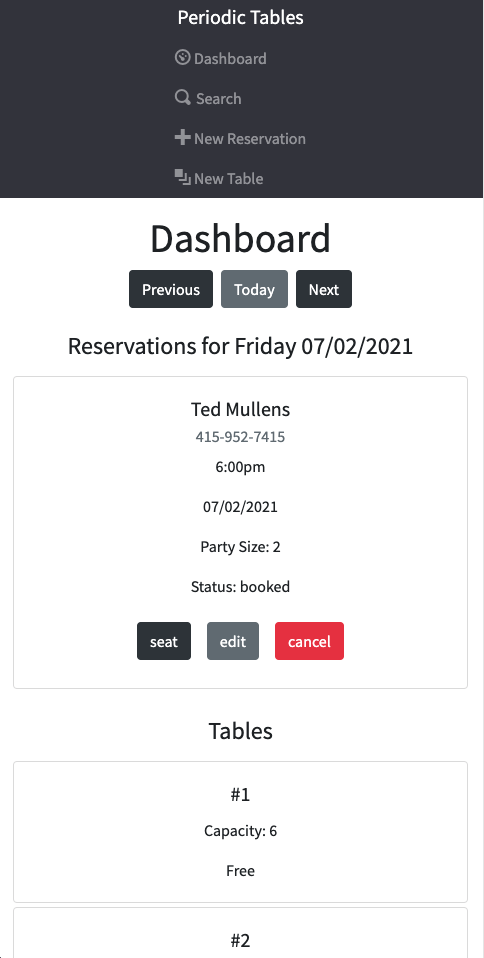 Periodic Tables
Dashboard
Search
New Reservation
New Table
Dashboard
Previous Today Next
Reservations for Friday 07/02/2021
Ted Mullens
415-952-7415
6:00pm
07/02/2021
Party Size: 2
Status: booked
seat edit cancel
Tables
#1
Capacity: 6
Free
#2